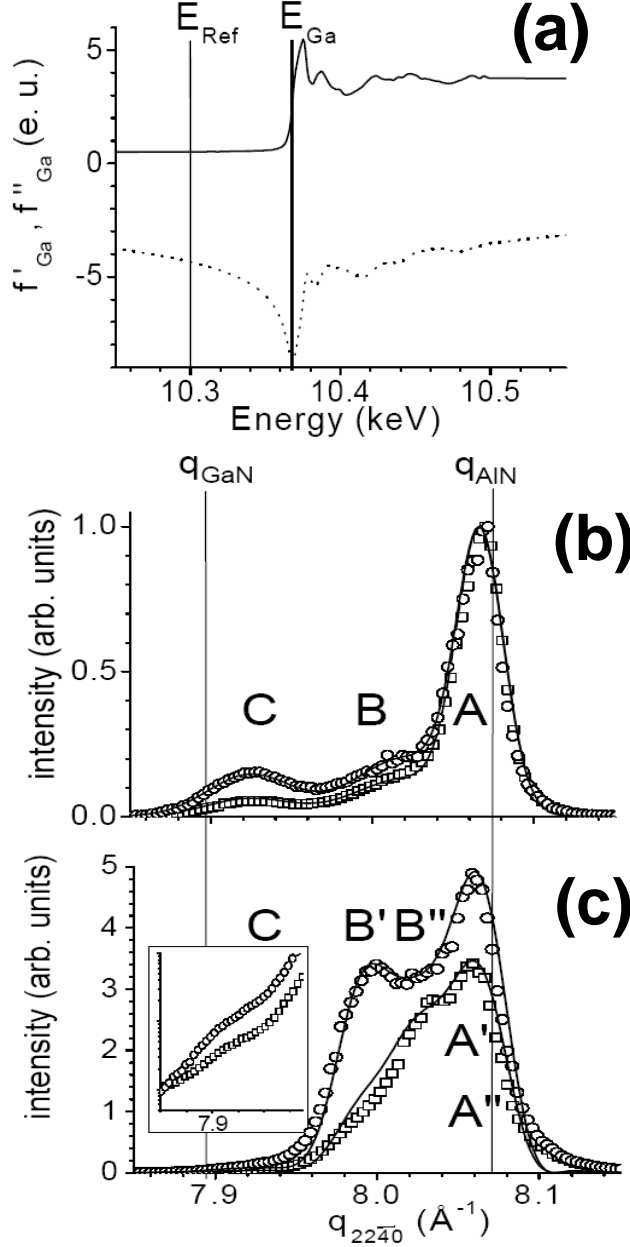 E_Ref E_Ga (a)
5
0
-5
f'_Ga , f''_Ga (e. u.)
10.3 10.4 10.5
Energy (keV)
q_GaN q_AlN
(b)
1.0
0.5
0.0
intensity (arb. units)
C B A
(c)
5
4
3
2
1
0
intensity (arb. units)
C B' B''
A'
A''
7.9
7.9 8.0 8.1
q_224̅0̅ (Å⁻¹)